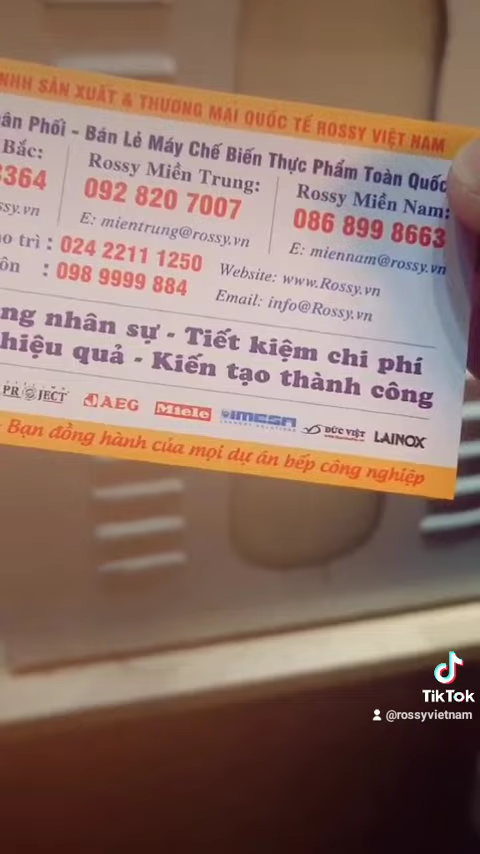 NHH SẢN XUẤT & THƯƠNG MẠI QUỐC TẾ ROSSY VIỆT NAM
ân Phối - Bán Lẻ Máy Chế Biến Thực Phẩm Toàn Quốc
Bắc: Rossy Miền Trung: Rossy Miền Nam:
3364 092 820 7007 086 899 8663
ssy.vn E: mientrung@rossy.vn E: miennam@rossy.vn
o trì : 024 2211 1250 Website: www.Rossy.vn
ôn : 098 9999 884 Email: info@Rossy.vn
ng nhân sự - Tiết kiệm chi phí
hiệu quả - Kiến tạo thành công
PROJECT AEG Miele IMESA ĐỨC VIỆT LAINOX
- Bạn đồng hành của mọi dự án bếp công nghiệp
TikTok
@rossyvietnam